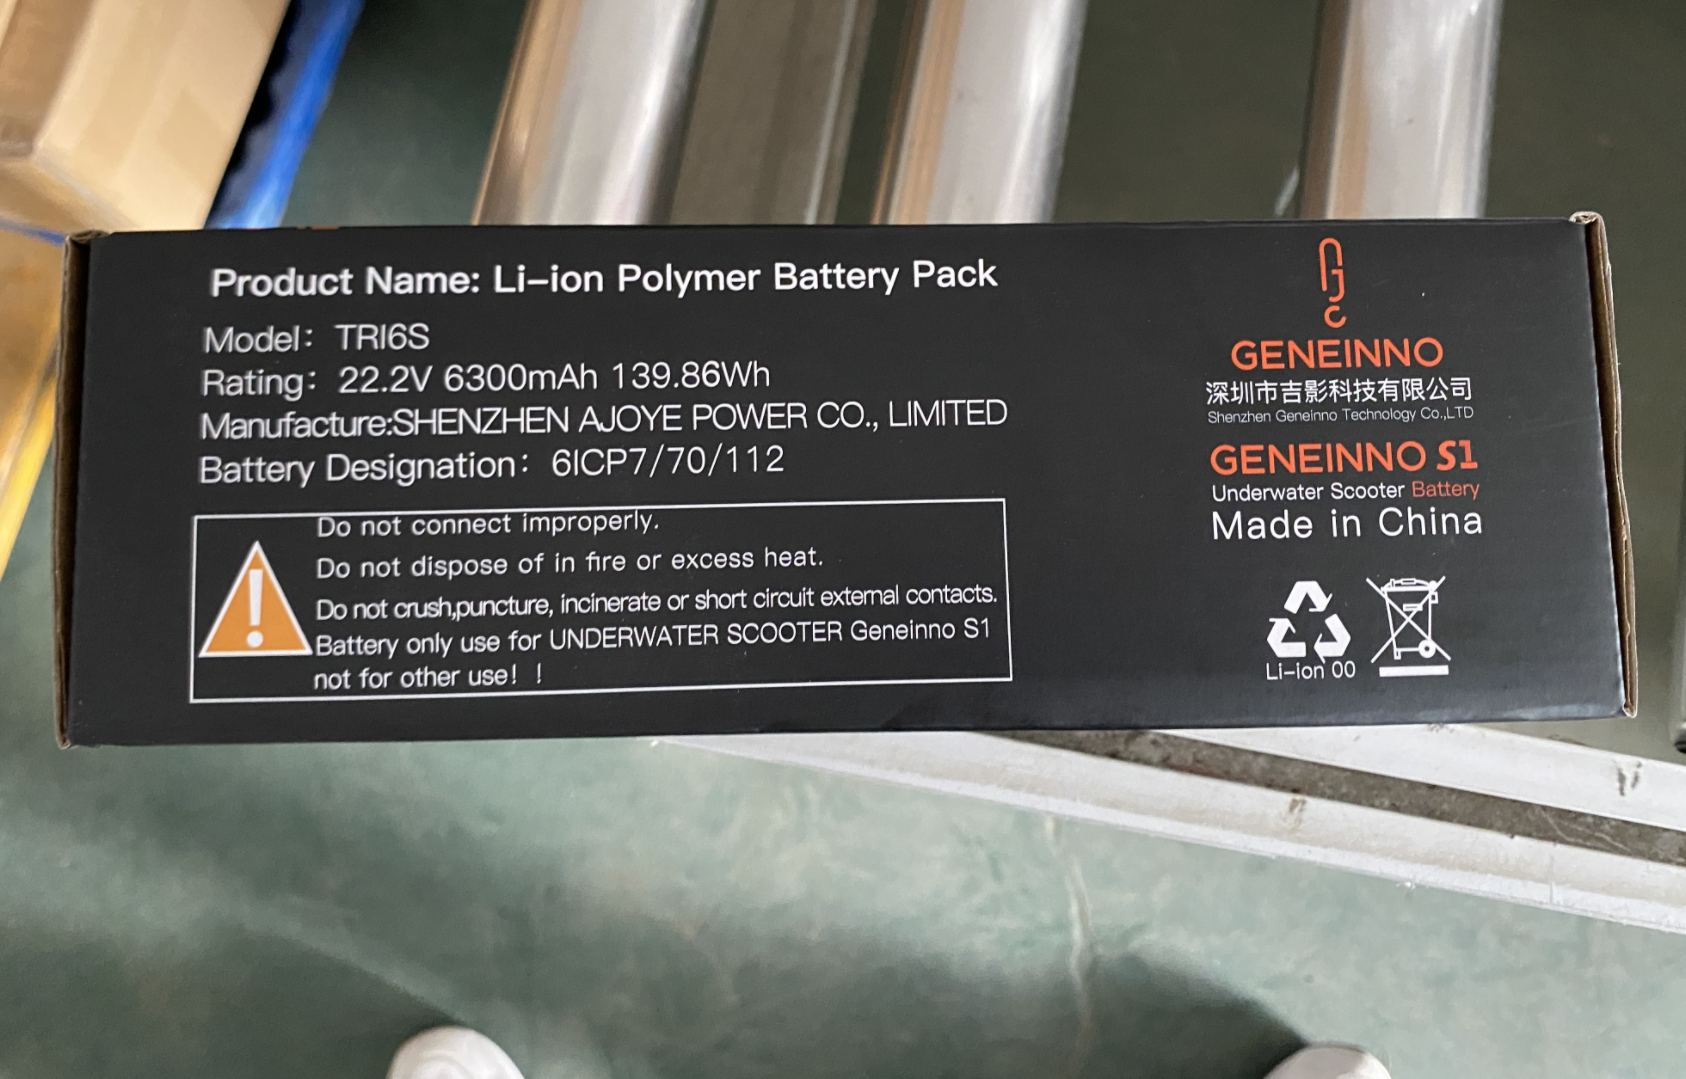 Product Name: Li-ion Polymer Battery Pack
Model: TRI6S
Rating: 22.2V 6300mAh 139.86Wh
Manufacture:SHENZHEN AJOYE POWER CO., LIMITED
Battery Designation: 6ICP7/70/112
Do not connect improperly.
Do not dispose of in fire or excess heat.
Do not crush,puncture, incinerate or short circuit external contacts.
Battery only use for UNDERWATER SCOOTER Geneinno S1
not for other use! !
GENEINNO
深圳市吉影科技有限公司
Shenzhen Geneinno Technology Co.,LTD
GENEINNO S1
Underwater Scooter Battery
Made in China
Li-ion 00